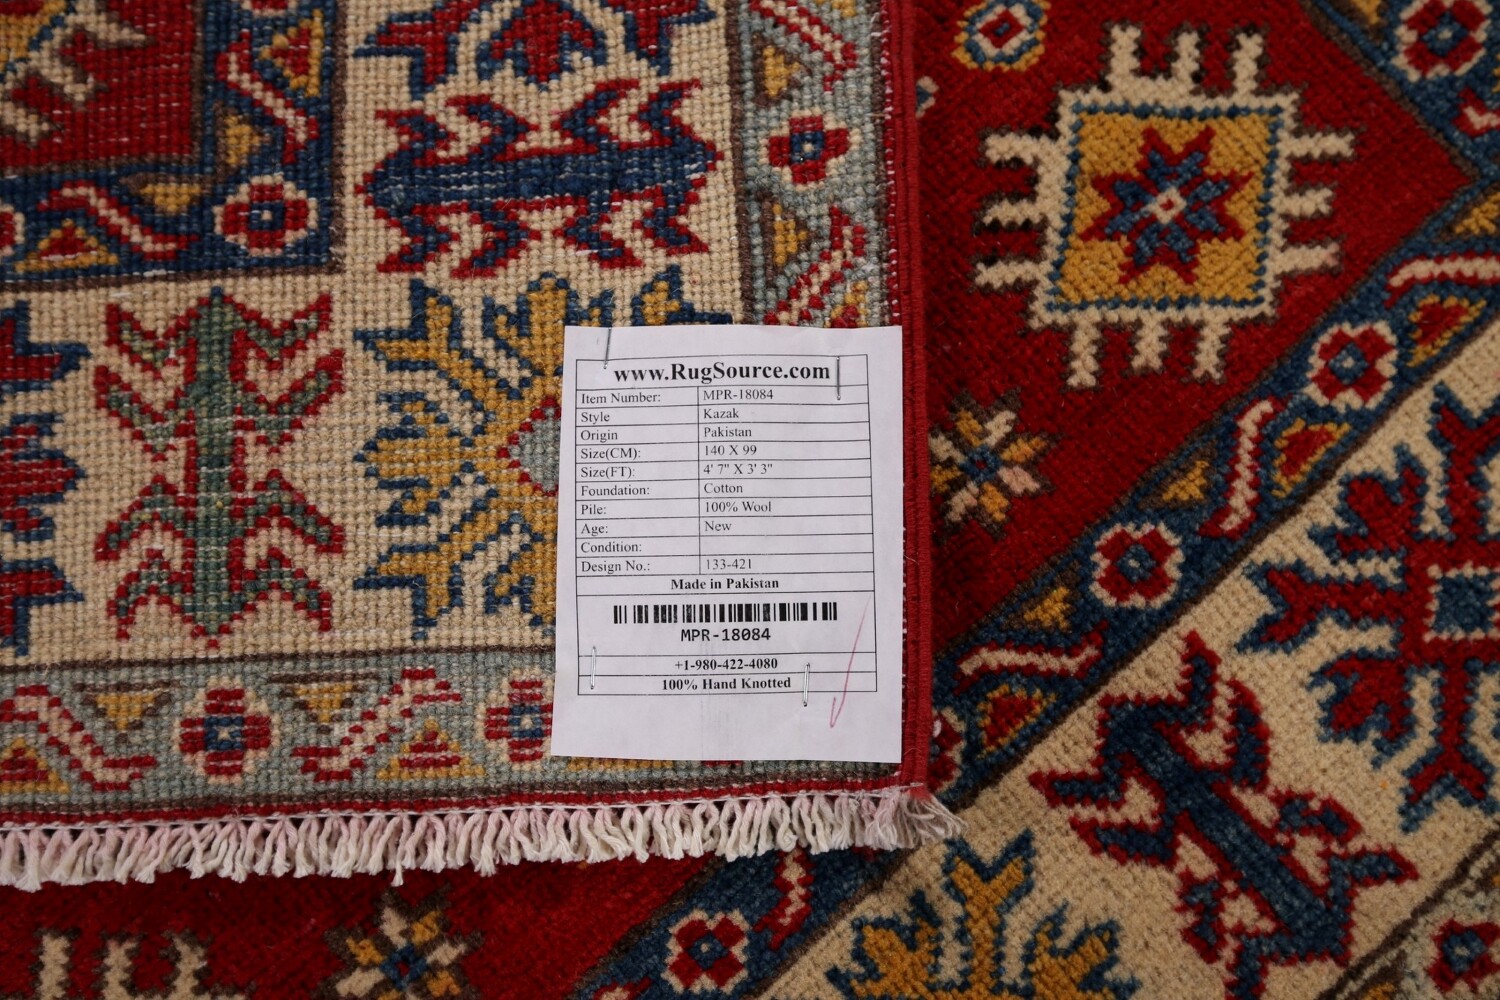 www.RugSource.com
Item Number: MPR-18084
Style Kazak
Origin Pakistan
Size(CM): 140 X 99
Size(FT): 4' 7" X 3' 3"
Foundation: Cotton
Pile: 100% Wool
Age: New
Condition:
Design No.: 133-421
Made in Pakistan
MPR-18084
+1-980-422-4080
100% Hand Knotted